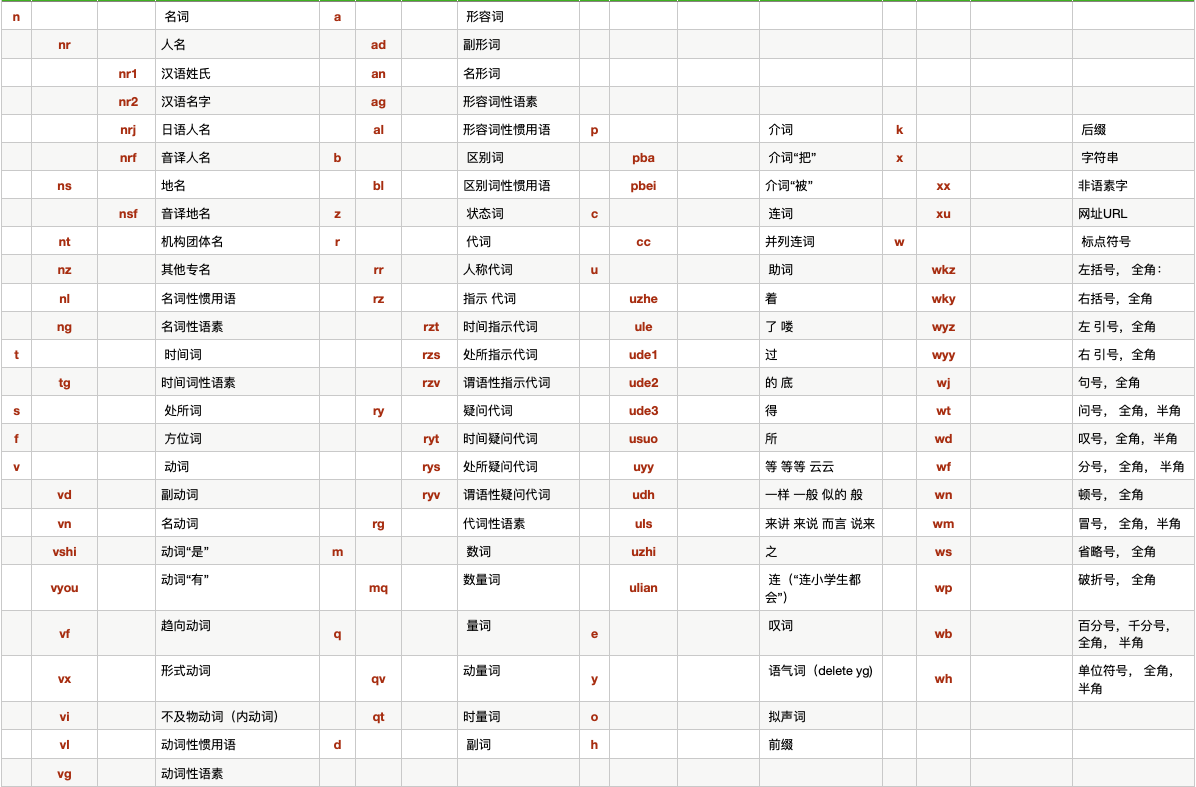 n 名词 a 形容词
nr 人名 ad 副形词
nr1 汉语姓氏 an 名形词
nr2 汉语名字 ag 形容词性语素
nrj 日语人名 al 形容词性惯用语 p 介词 k 后缀
nrf 音译人名 b 区别词 pba 介词“把” x 字符串
ns 地名 bl 区别词性惯用语 pbei 介词“被” xx 非语素字
nsf 音译地名 z 状态词 c 连词 xu 网址URL
nt 机构团体名 r 代词 cc 并列连词 w 标点符号
nz 其他专名 rr 人称代词 u 助词 wkz 左括号， 全角：
nl 名词性惯用语 rz 指示 代词 uzhe 着 wky 右括号，全角
ng 名词性语素 rzt 时间指示代词 ule 了 喽 wyz 左 引号，全角
t 时间词 rzs 处所指示代词 ude1 过 wyy 右 引号，全角
tg 时间词性语素 rzv 谓语性指示代词 ude2 的 底 wj 句号，全角
s 处所词 ry 疑问代词 ude3 得 wt 问号， 全角，半角
f 方位词 ryt 时间疑问代词 usuo 所 wd 叹号，全角，半角
v 动词 rys 处所疑问代词 uyy 等 等等 云云 wf 分号， 全角， 半角
vd 副动词 ryv 谓语性疑问代词 udh 一样 一般 似的 般 wn 顿号， 全角
vn 名动词 rg 代词性语素 uls 来讲 来说 而言 说来 wm 冒号， 全角，半角
vshi 动词“是” m 数词 uzhi 之 ws 省略号， 全角
vyou 动词“有” mq 数量词 ulian 连（“连小学生都
会”） wp 破折号， 全角
vf 趋向动词 q 量词 e 叹词 wb 百分号，千分号，
全角， 半角
vx 形式动词 qv 动量词 y 语气词（delete yg) wh 单位符号， 全角，
半角
vi 不及物动词（内动词） qt 时量词 o 拟声词
vl 动词性惯用语 d 副词 h 前缀
vg 动词性语素